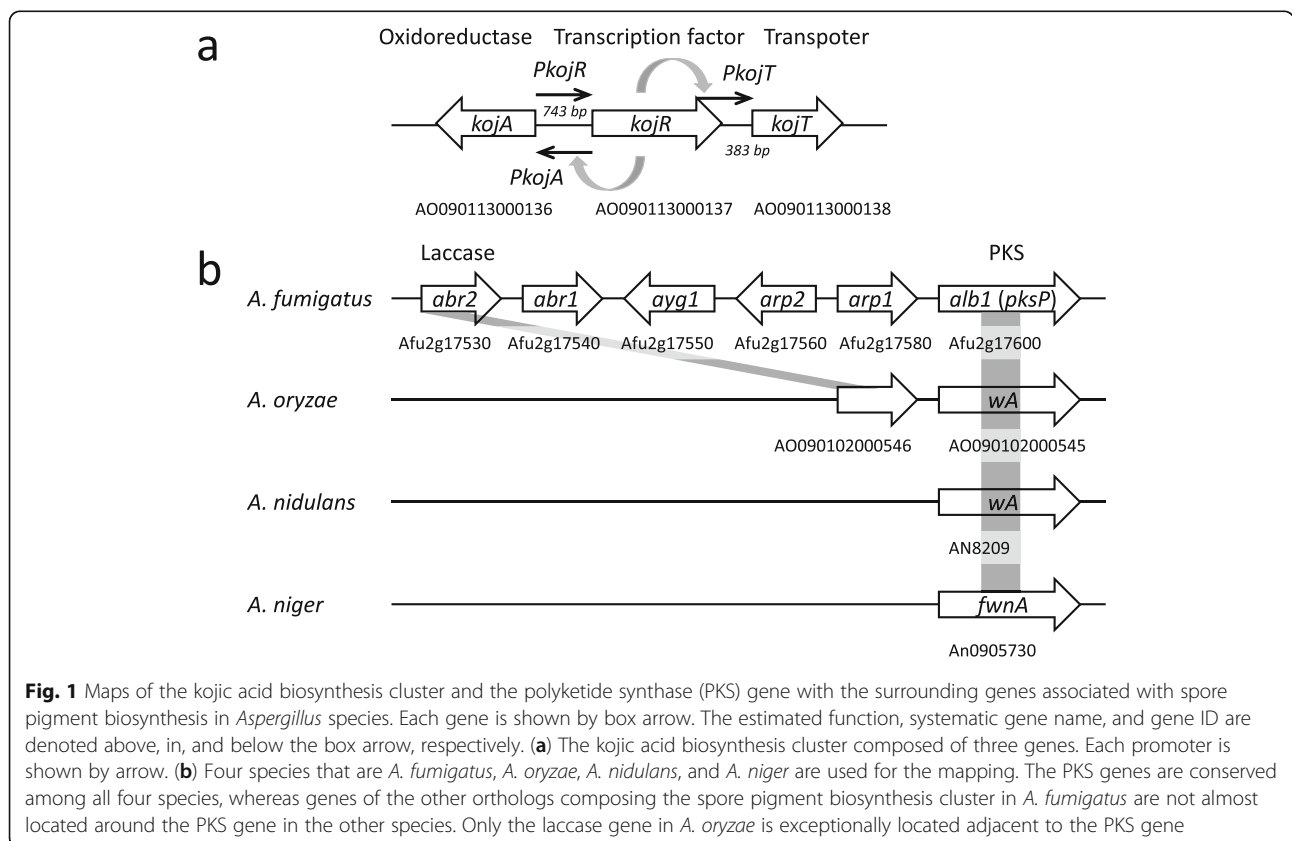 a
Oxidoreductase Transcription factor Transpoter
PkojR PkojT
743 bp
kojA kojR kojT
383 bp
PkojA
AO090113000136 AO090113000137 AO090113000138
b
Laccase PKS
A. fumigatus abr2 abr1 ayg1 arp2 arp1 alb1 (pksP)
Afu2g17530 Afu2g17540 Afu2g17550 Afu2g17560 Afu2g17580 Afu2g17600
A. oryzae wA
AO090102000546 AO090102000545
A. nidulans wA
AN8209
A. niger fwnA
An0905730
Fig. 1 Maps of the kojic acid biosynthesis cluster and the polyketide synthase (PKS) gene with the surrounding genes associated with spore
pigment biosynthesis in Aspergillus species. Each gene is shown by box arrow. The estimated function, systematic gene name, and gene ID are
denoted above, in, and below the box arrow, respectively. (a) The kojic acid biosynthesis cluster composed of three genes. Each promoter is
shown by arrow. (b) Four species that are A. fumigatus, A. oryzae, A. nidulans, and A. niger are used for the mapping. The PKS genes are conserved
among all four species, whereas genes of the other orthologs composing the spore pigment biosynthesis cluster in A. fumigatus are not almost
located around the PKS gene in the other species. Only the laccase gene in A. oryzae is exceptionally located adjacent to the PKS gene